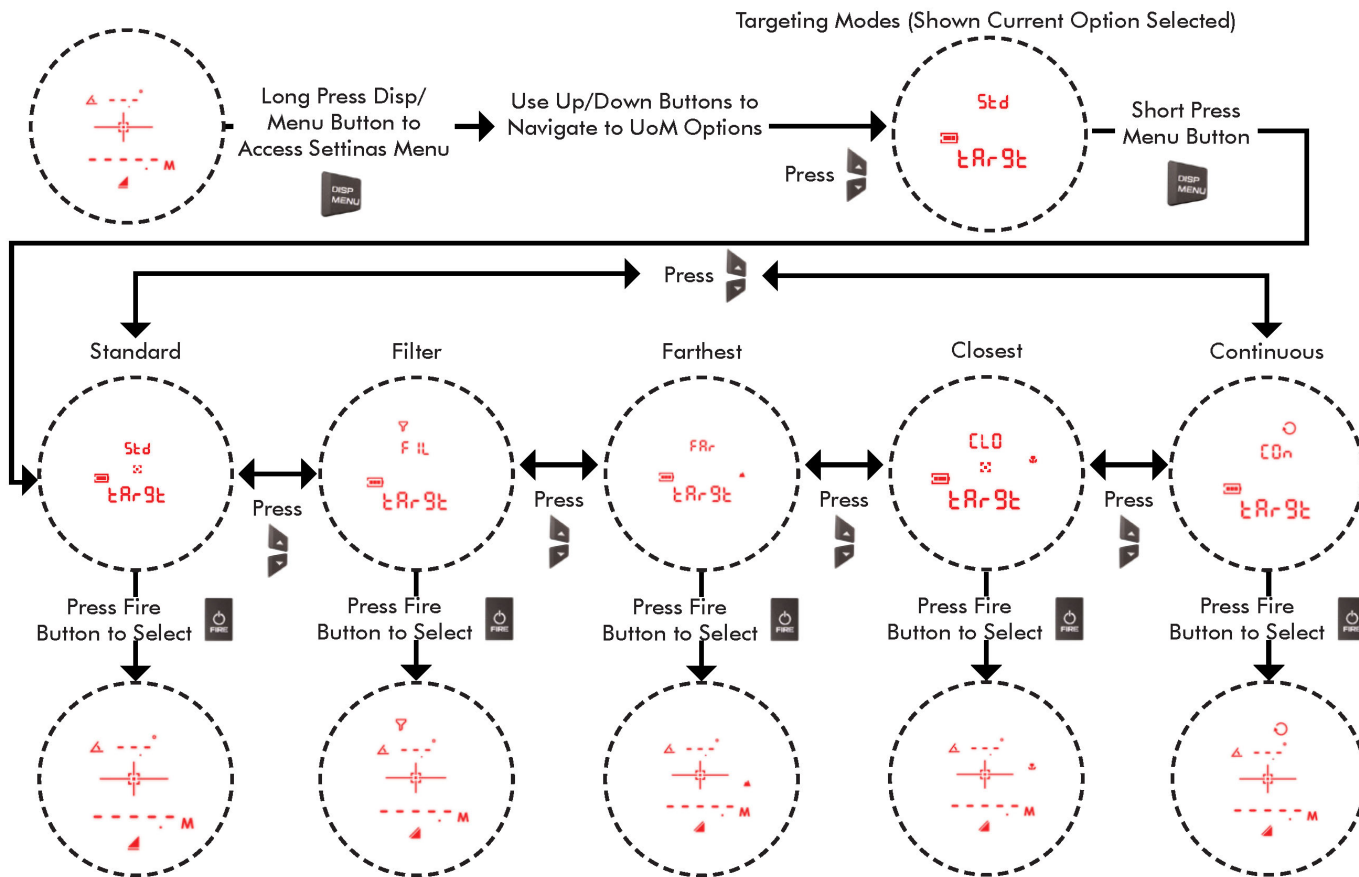 Targeting Modes (Shown Current Option Selected)
Long Press Disp/
Menu Button to
Access Settinas Menu
DISP
MENU
Use Up/Down Buttons to
Navigate to UoM Options
Press
Std
tArgt
Short Press
Menu Button
DISP
MENU
M
Press
Standard
Filter
Farthest
Closest
Continuous
Std
tArgt
FIL
tArgt
FAr
tArgt
CLO
tArgt
COn
tArgt
Press
Press
Press
Press
Press Fire
Button to Select
FIRE
Press Fire
Button to Select
FIRE
Press Fire
Button to Select
FIRE
Press Fire
Button to Select
FIRE
Press Fire
Button to Select
FIRE
M
M
M
M
M